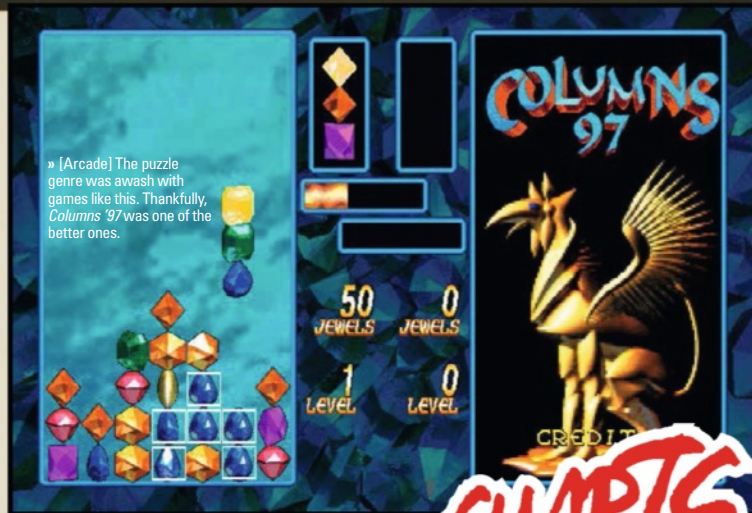 » [Arcade] The puzzle
genre was awash with
games like this. Thankfully,
Columns '97 was one of the
better ones.
COLUMNS
97
50 0
JEWELS JEWELS
1 0
LEVEL LEVEL